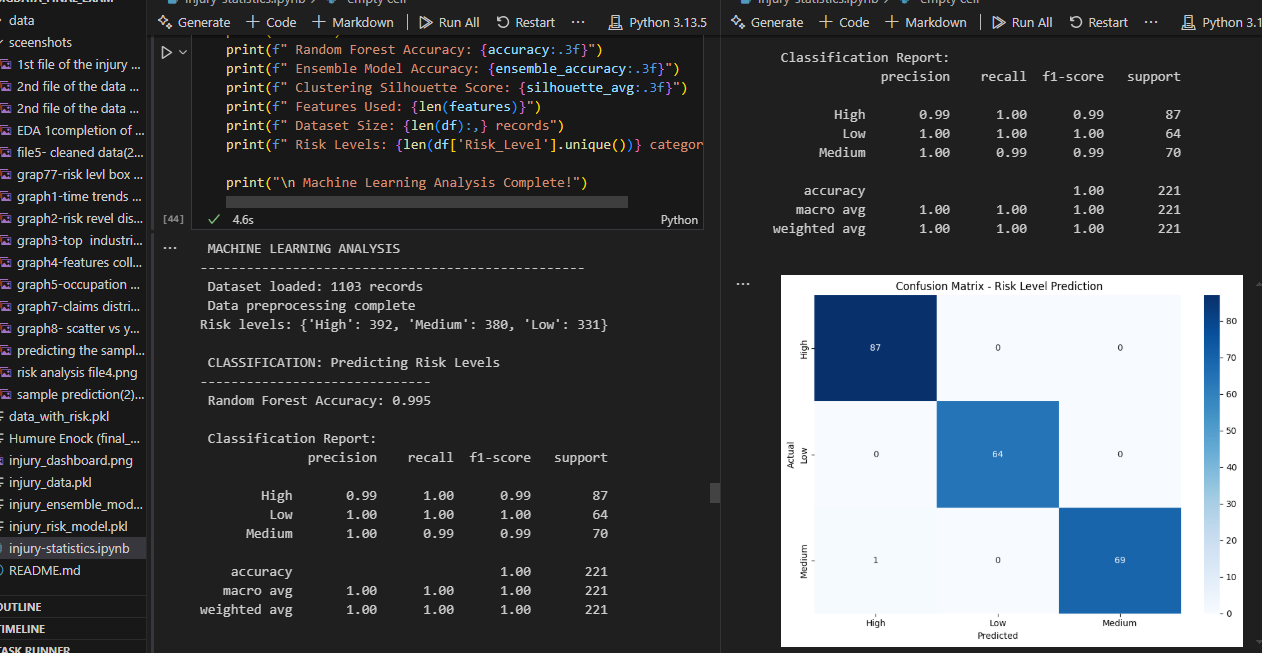 data
sceenshots
1st file of the injury ...
2nd file of the data ...
2nd file of the data ...
EDA 1completion of ...
file5- cleaned data(2...
grap77-risk levl box ...
graph1-time trends ...
graph2-risk revel dis...
graph3-top industri...
graph4-features coll...
graph5-occupation ...
graph7-claims distri...
graph8- scatter vs y...
predicting the sampl...
risk analysis file4.png
sample prediction(2)...
data_with_risk.pkl
Humure Enock (final_...
injury_dashboard.png
injury_data.pkl
injury_ensemble_mod...
injury_risk_model.pkl
injury-statistics.ipynb
README.md
OUTLINE
TIMELINE
TASK RUNNER
Generate + Code + Markdown Run All Restart ... Python 3.13.5
print(f" Random Forest Accuracy: {accuracy:.3f}")
print(f" Ensemble Model Accuracy: {ensemble_accuracy:.3f}")
print(f" Clustering Silhouette Score: {silhouette_avg:.3f}")
print(f" Features Used: {len(features)}")
print(f" Dataset Size: {len(df):,} records")
print(f" Risk Levels: {len(df['Risk_Level'].unique())} categor
print("\n Machine Learning Analysis Complete!")
[44] 4.6s Python
... MACHINE LEARNING ANALYSIS
--------------------------------------------------
Dataset loaded: 1103 records
Data preprocessing complete
Risk levels: {'High': 392, 'Medium': 380, 'Low': 331}
CLASSIFICATION: Predicting Risk Levels
------------------------------
Random Forest Accuracy: 0.995
Classification Report:
precision recall f1-score support
High 0.99 1.00 0.99 87
Low 1.00 1.00 1.00 64
Medium 1.00 0.99 0.99 70
accuracy 1.00 221
macro avg 1.00 1.00 1.00 221
weighted avg 1.00 1.00 1.00 221
Generate + Code + Markdown Run All Restart ... Python 3.1
Classification Report:
precision recall f1-score support
High 0.99 1.00 0.99 87
Low 1.00 1.00 1.00 64
Medium 1.00 0.99 0.99 70
accuracy 1.00 221
macro avg 1.00 1.00 1.00 221
weighted avg 1.00 1.00 1.00 221
...
Confusion Matrix - Risk Level Prediction
High 87 0 0
Actual
Low 0 64 0
Medium 1 0 69
High Low Medium
Predicted
80
70
60
50
40
30
20
10
0